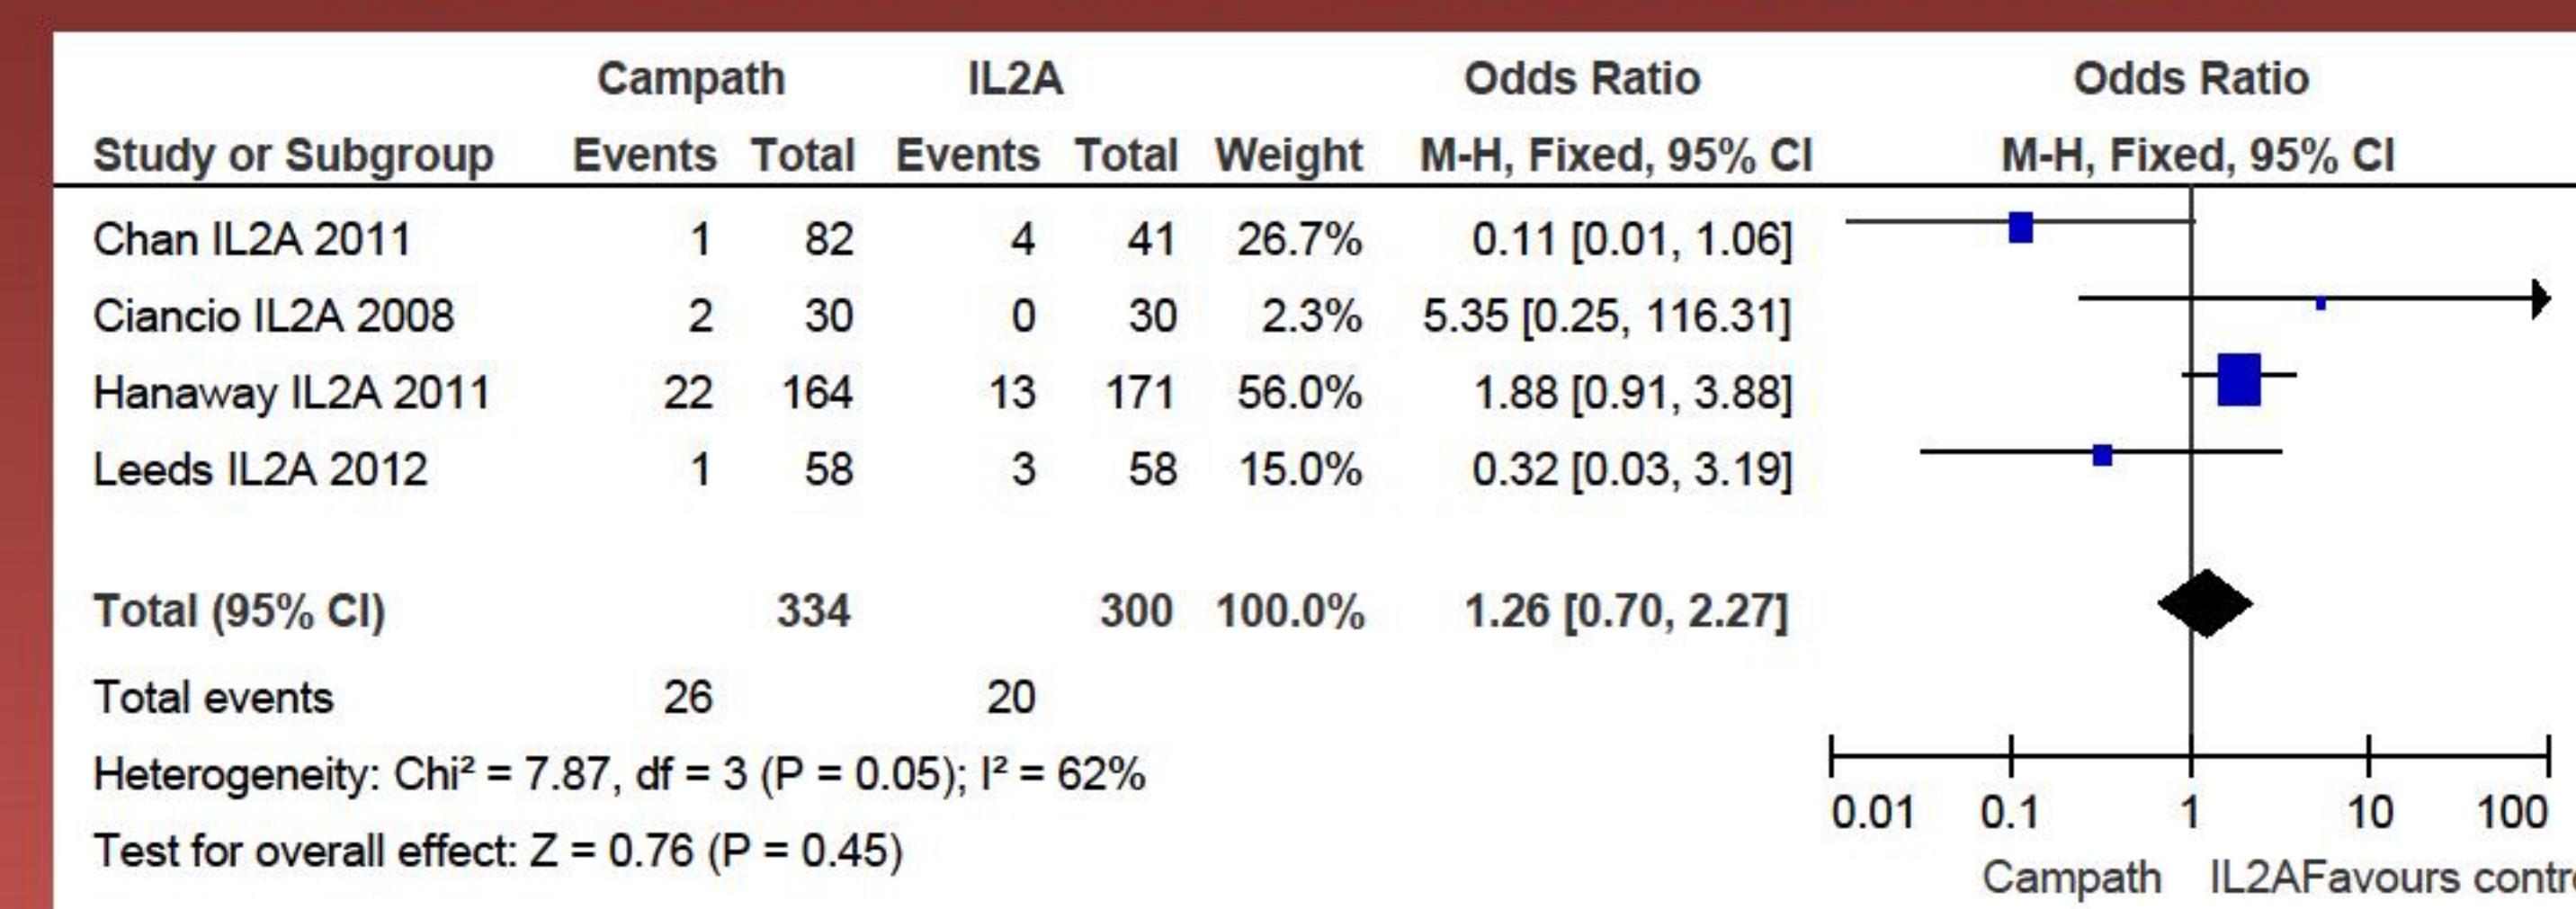 Campath IL2A Odds Ratio Odds Ratio
Study or Subgroup Events Total Events Total Weight M-H, Fixed, 95% CI M-H, Fixed, 95% CI
Chan IL2A 2011 1 82 4 41 26.7% 0.11 [0.01, 1.06]
Ciancio IL2A 2008 2 30 0 30 2.3% 5.35 [0.25, 116.31]
Hanaway IL2A 2011 22 164 13 171 56.0% 1.88 [0.91, 3.88]
Leeds IL2A 2012 1 58 3 58 15.0% 0.32 [0.03, 3.19]
Total (95% CI) 334 300 100.0% 1.26 [0.70, 2.27]
Total events 26 20
Heterogeneity: Chi² = 7.87, df = 3 (P = 0.05); I² = 62%
0.01 0.1 1 10 100
Test for overall effect: Z = 0.76 (P = 0.45)
Campath IL2AFavours